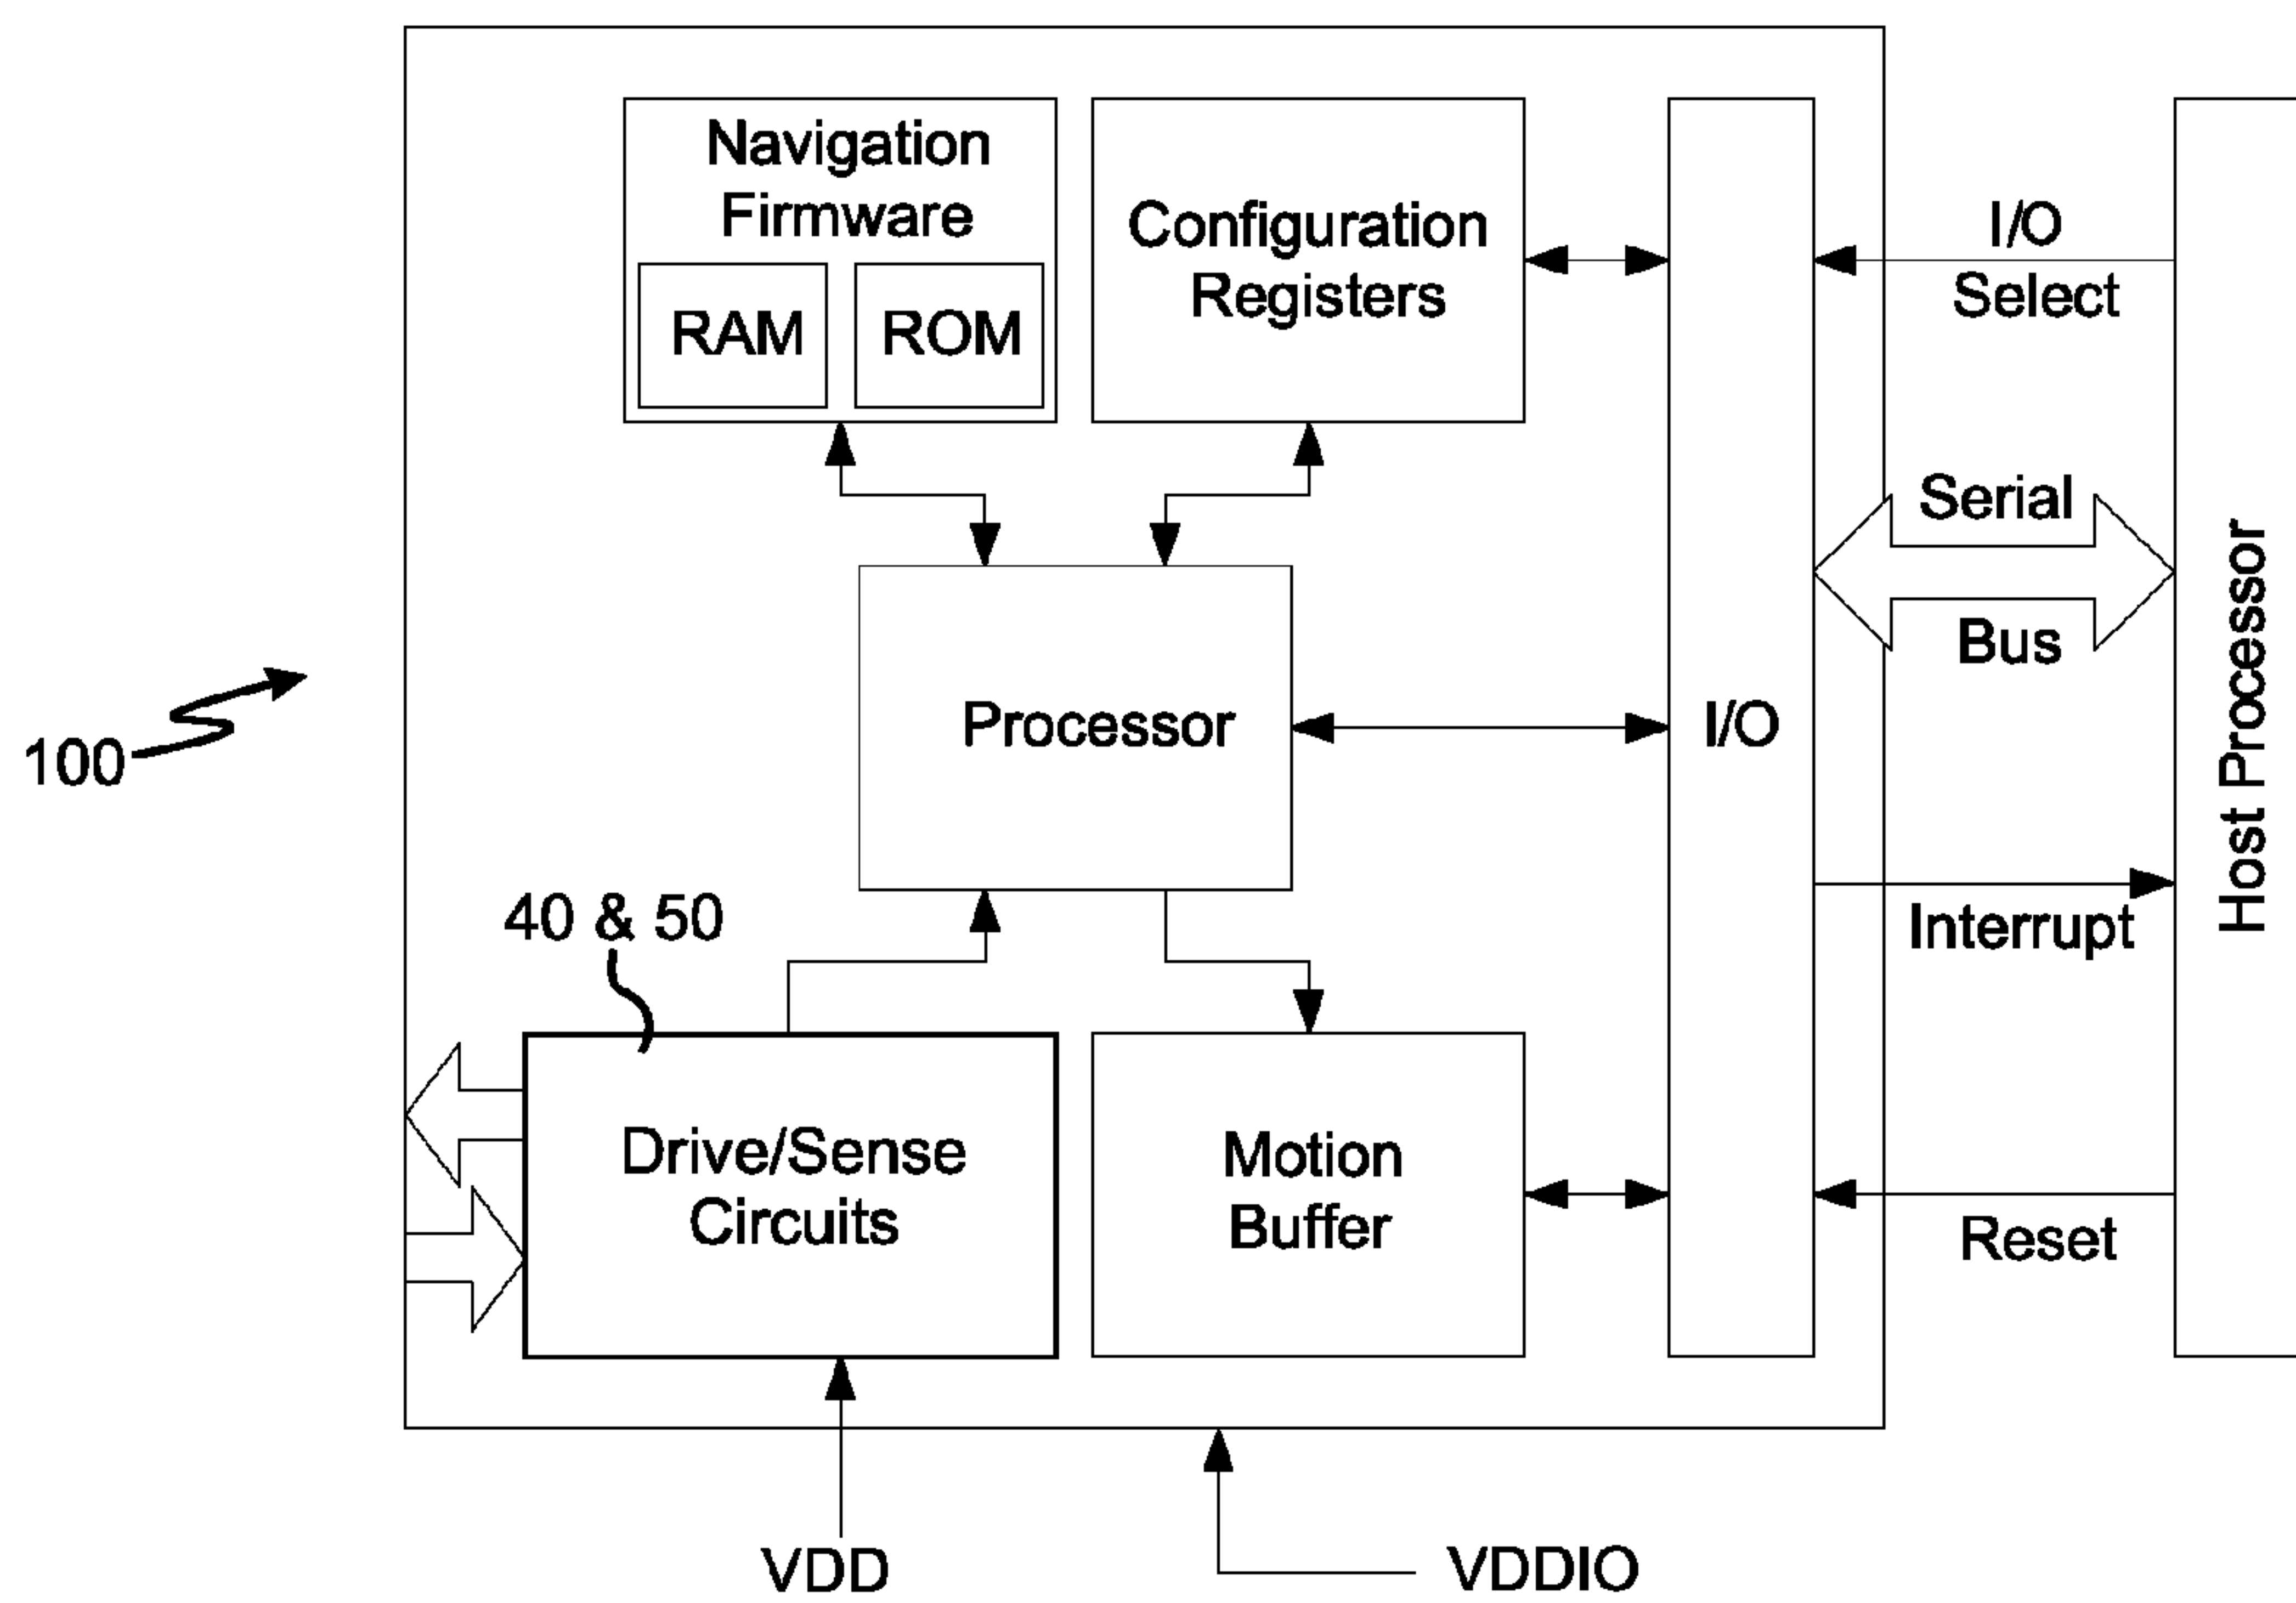 Navigation
Firmware
RAM
ROM
Configuration
Registers
I/O
Select
Serial
Bus
Host Processor
Processor
I/O
100
40 & 50
Interrupt
Drive/Sense
Circuits
Motion
Buffer
Reset
VDD
VDDIO